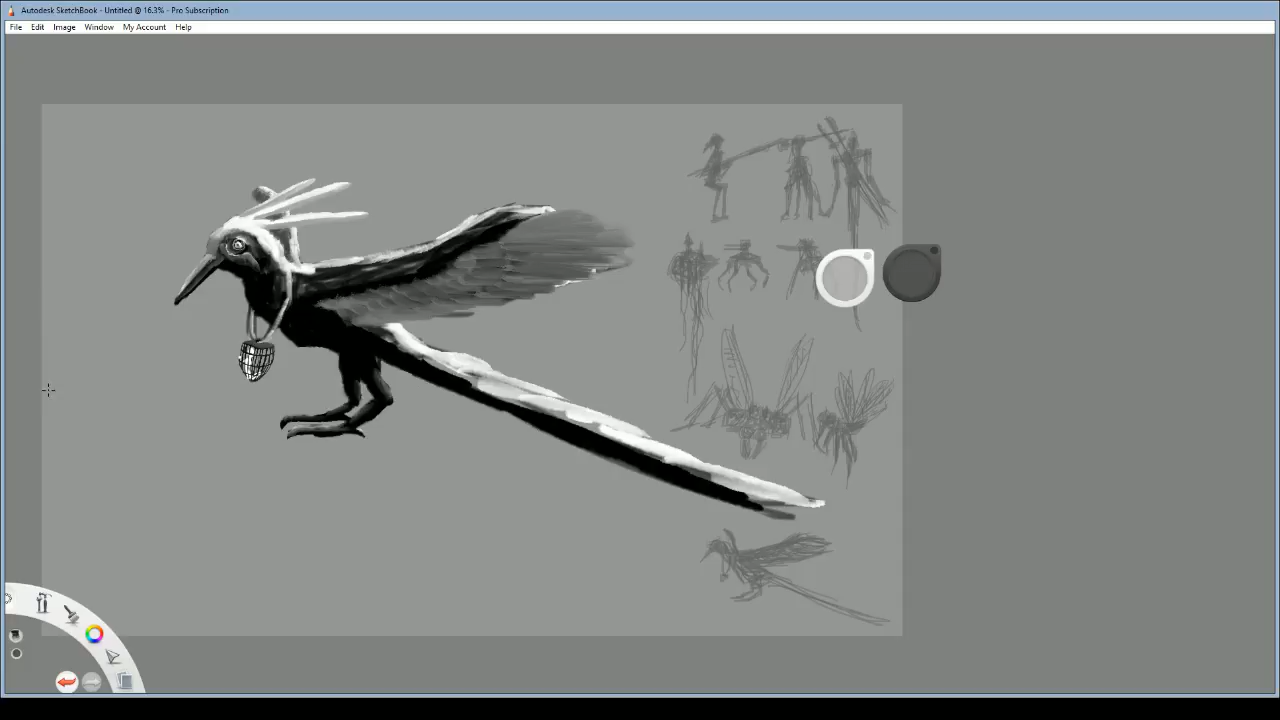 Autodesk SketchBook - Untitled @ 16.3% - Pro Subscription
File Edit Image Window My Account Help